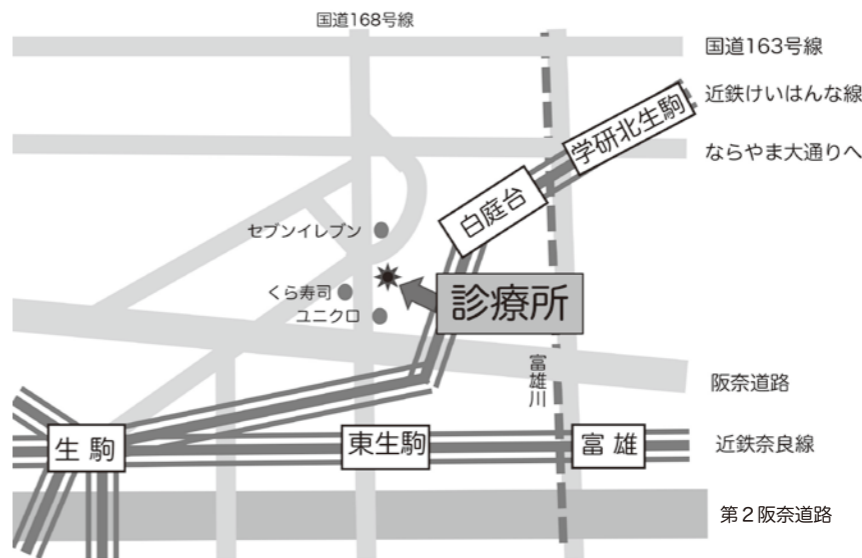 国道168号線
国道163号線
近鉄けいはんな線
学研北生駒
ならやま大通りへ
白庭台
セブンイレブン
くら寿司
診療所
ユニクロ
富雄川
阪奈道路
生駒
東生駒
富雄
近鉄奈良線
第2阪奈道路